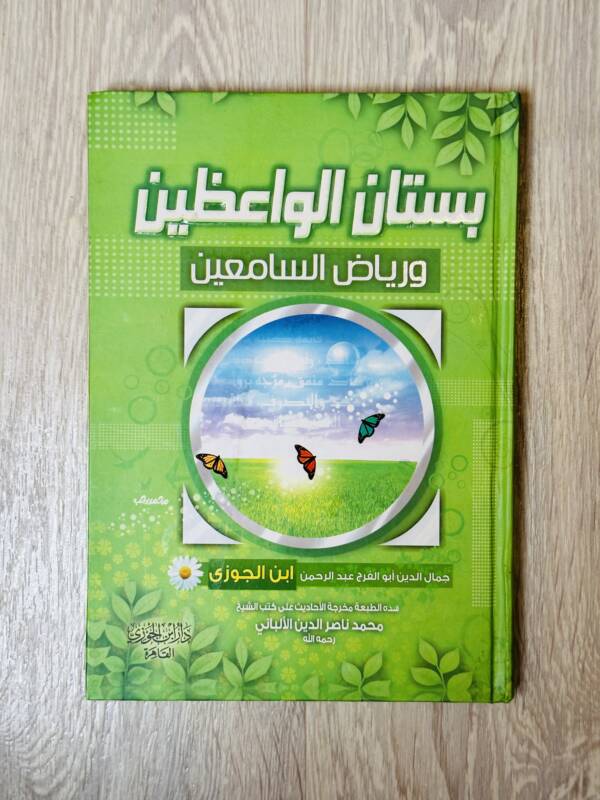 بستان الواعظين
ورياض السامعين
جمال الدين أبو الفرج عبد الرحمن ابن الجوزى
هذه الطبعة مخرجة الأحاديث على كتب الشيخ
محمد ناصر الدين الألباني
رحمه الله
دار ابن الجوزي
القاهرة